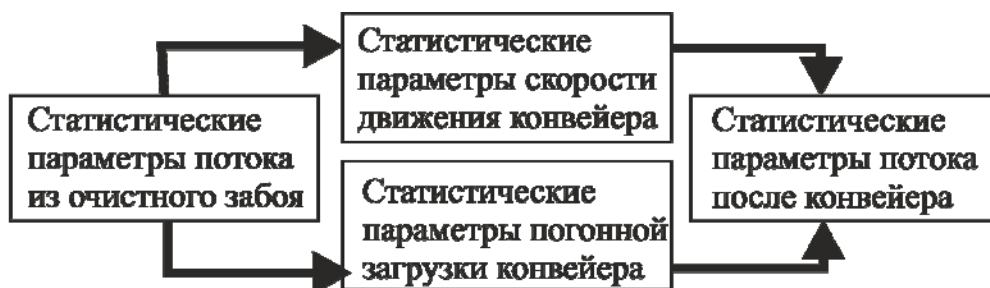 Статистические
параметры потока
из очистного забоя
Статистические
параметры скорости
движения конвейера
Статистические
параметры погонной
загрузки конвейера
Статистические
параметры потока
после конвейера